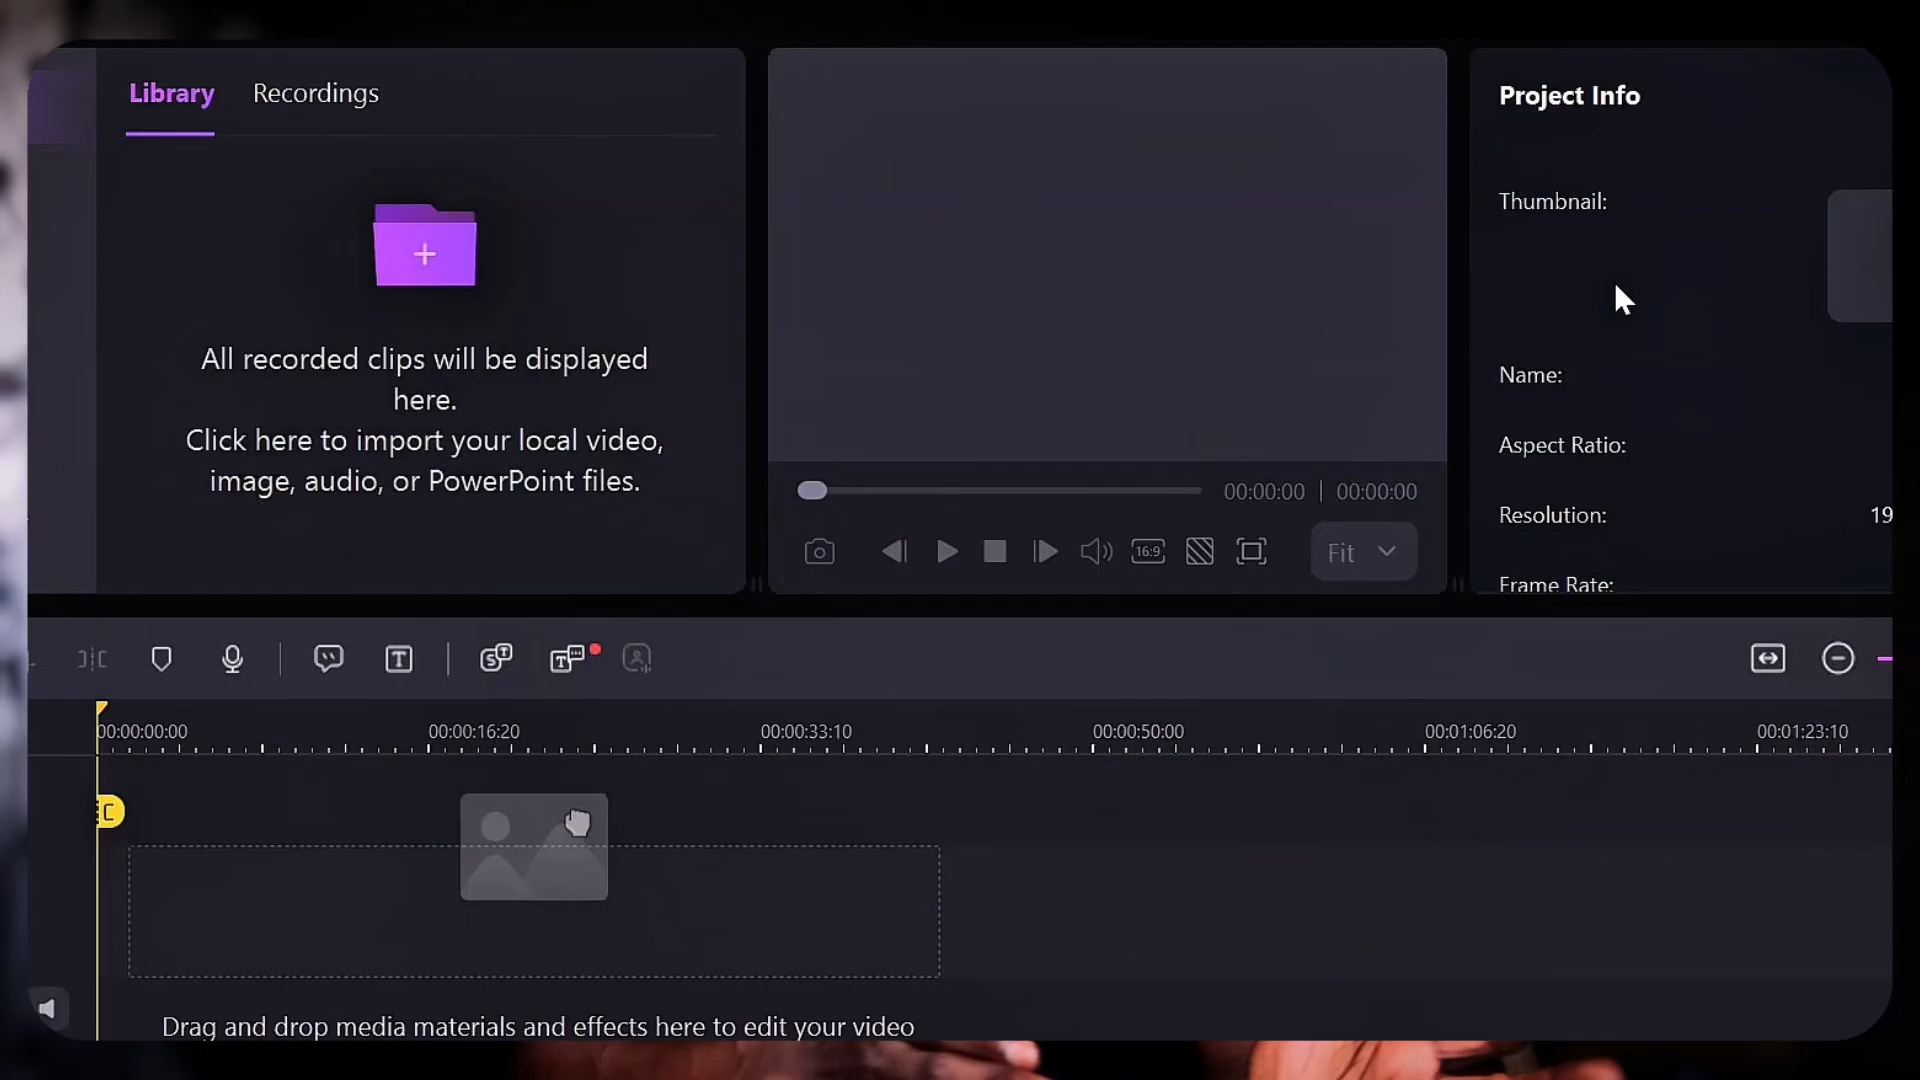 Library Recordings
All recorded clips will be displayed
here.
Click here to import your local video,
image, audio, or PowerPoint files.
00:00:00 | 00:00:00
16:9
Fit
Project Info
Thumbnail:
Name:
Aspect Ratio:
Resolution: 19
Frame Rate:
T
S T
T
00:00:00:00 00:00:16:20 00:00:33:10 00:00:50:00 00:01:06:20 00:01:23:10
Drag and drop media materials and effects here to edit your video